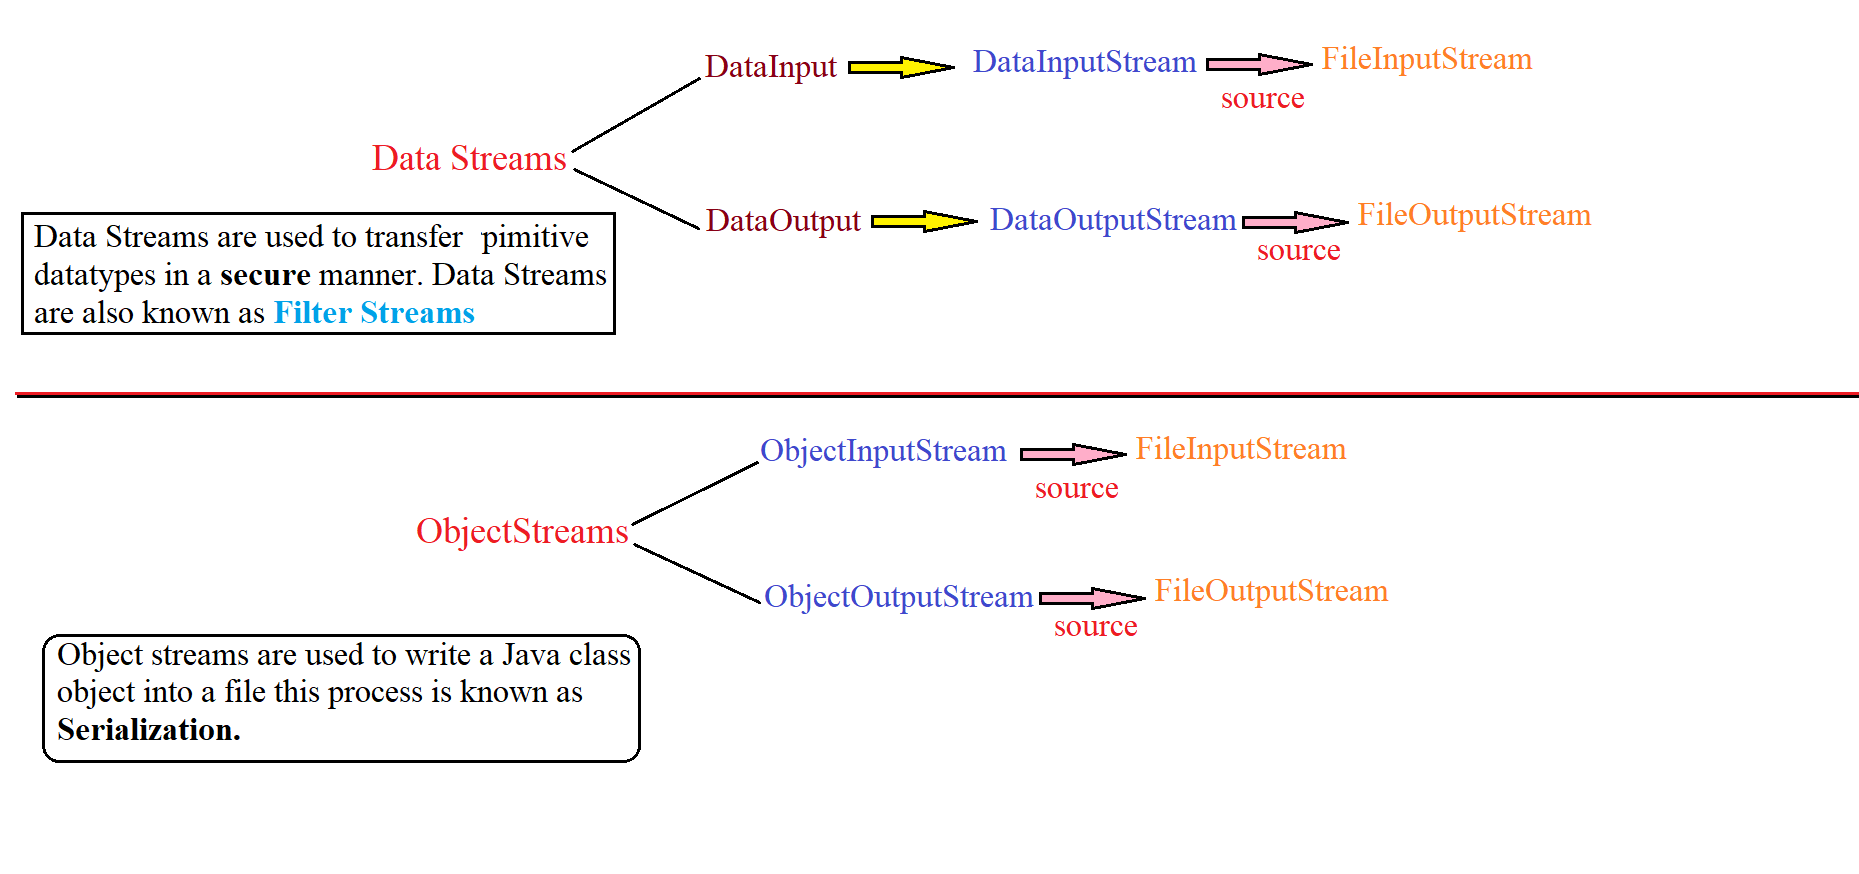 DataInput
DataInputStream
FileInputStream
source
Data Streams
DataOutput
DataOutputStream
FileOutputStream
source
Data Streams are used to transfer pimitive
datatypes in a secure manner. Data Streams
are also known as Filter Streams
ObjectInputStream
FileInputStream
source
ObjectStreams
ObjectOutputStream
FileOutputStream
source
Object streams are used to write a Java class
object into a file this process is known as
Serialization.